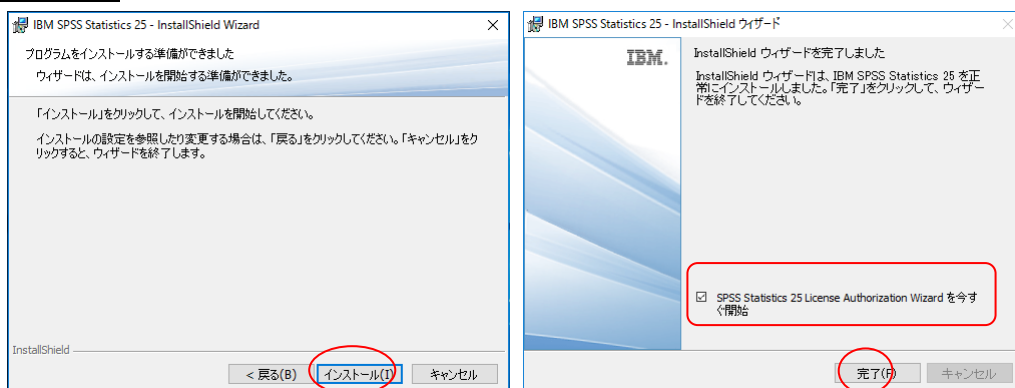 IBM SPSS Statistics 25 - InstallShield Wizard
プログラムをインストールする準備ができました
ウィザードは、インストールを開始する準備ができました。
「インストール」をクリックして、インストールを開始してください。
インストールの設定を参照したり変更する場合は、「戻る」をクリックしてください。「キャンセル」をク
リックすると、ウィザードを終了します。
InstallShield
< 戻る(B)
インストール(I)
キャンセル
IBM SPSS Statistics 25 - InstallShield ウィザード
IBM.
InstallShield ウィザードを完了しました
InstallShield ウィザードは、IBM SPSS Statistics 25 を正
常にインストールしました。「完了」をクリックして、ウィザー
ドを終了してください。
SPSS Statistics 25 License Authorization Wizard を今す
ぐ開始
完了(F)
キャンセル